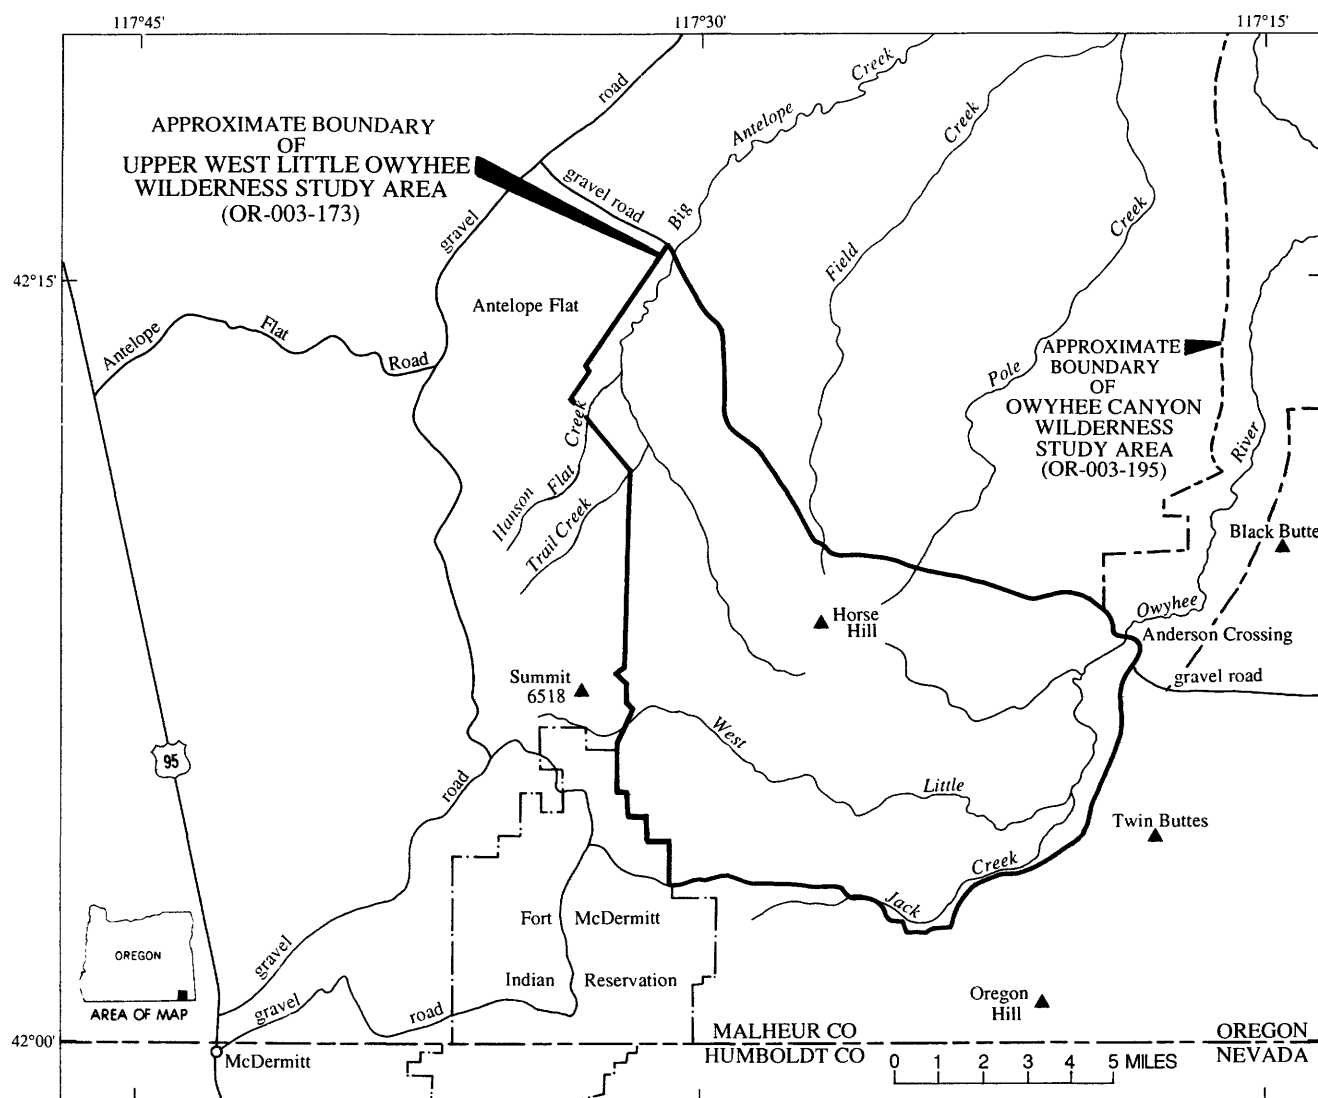 117°45'
117°30'
117°15'
road
Creek
Antelope
Creek
APPROXIMATE BOUNDARY
OF
UPPER WEST LITTLE OWYHEE
WILDERNESS STUDY AREA
(OR-003-173)
gravel road
Big
gravel
Creek
Field
42°15'
Antelope Flat
Antelope
Flat
Road
APPROXIMATE
BOUNDARY
OF
OWYHEE CANYON
WILDERNESS
STUDY AREA
(OR-003-195)
Pole
River
Creek
Flat
Hanson
Trail Creek
Black Butte
Horse
Hill
Owyhee
Anderson Crossing
gravel road
Summit
6518
West
Little
95
road
Twin Buttes
Creek
Jack
Fort McDermitt
Indian Reservation
gravel
gravel
road
OREGON
AREA OF MAP
Oregon
Hill
42°00'
MALHEUR CO
OREGON
HUMBOLDT CO
NEVADA
McDermitt
0 1 2 3 4 5 MILES